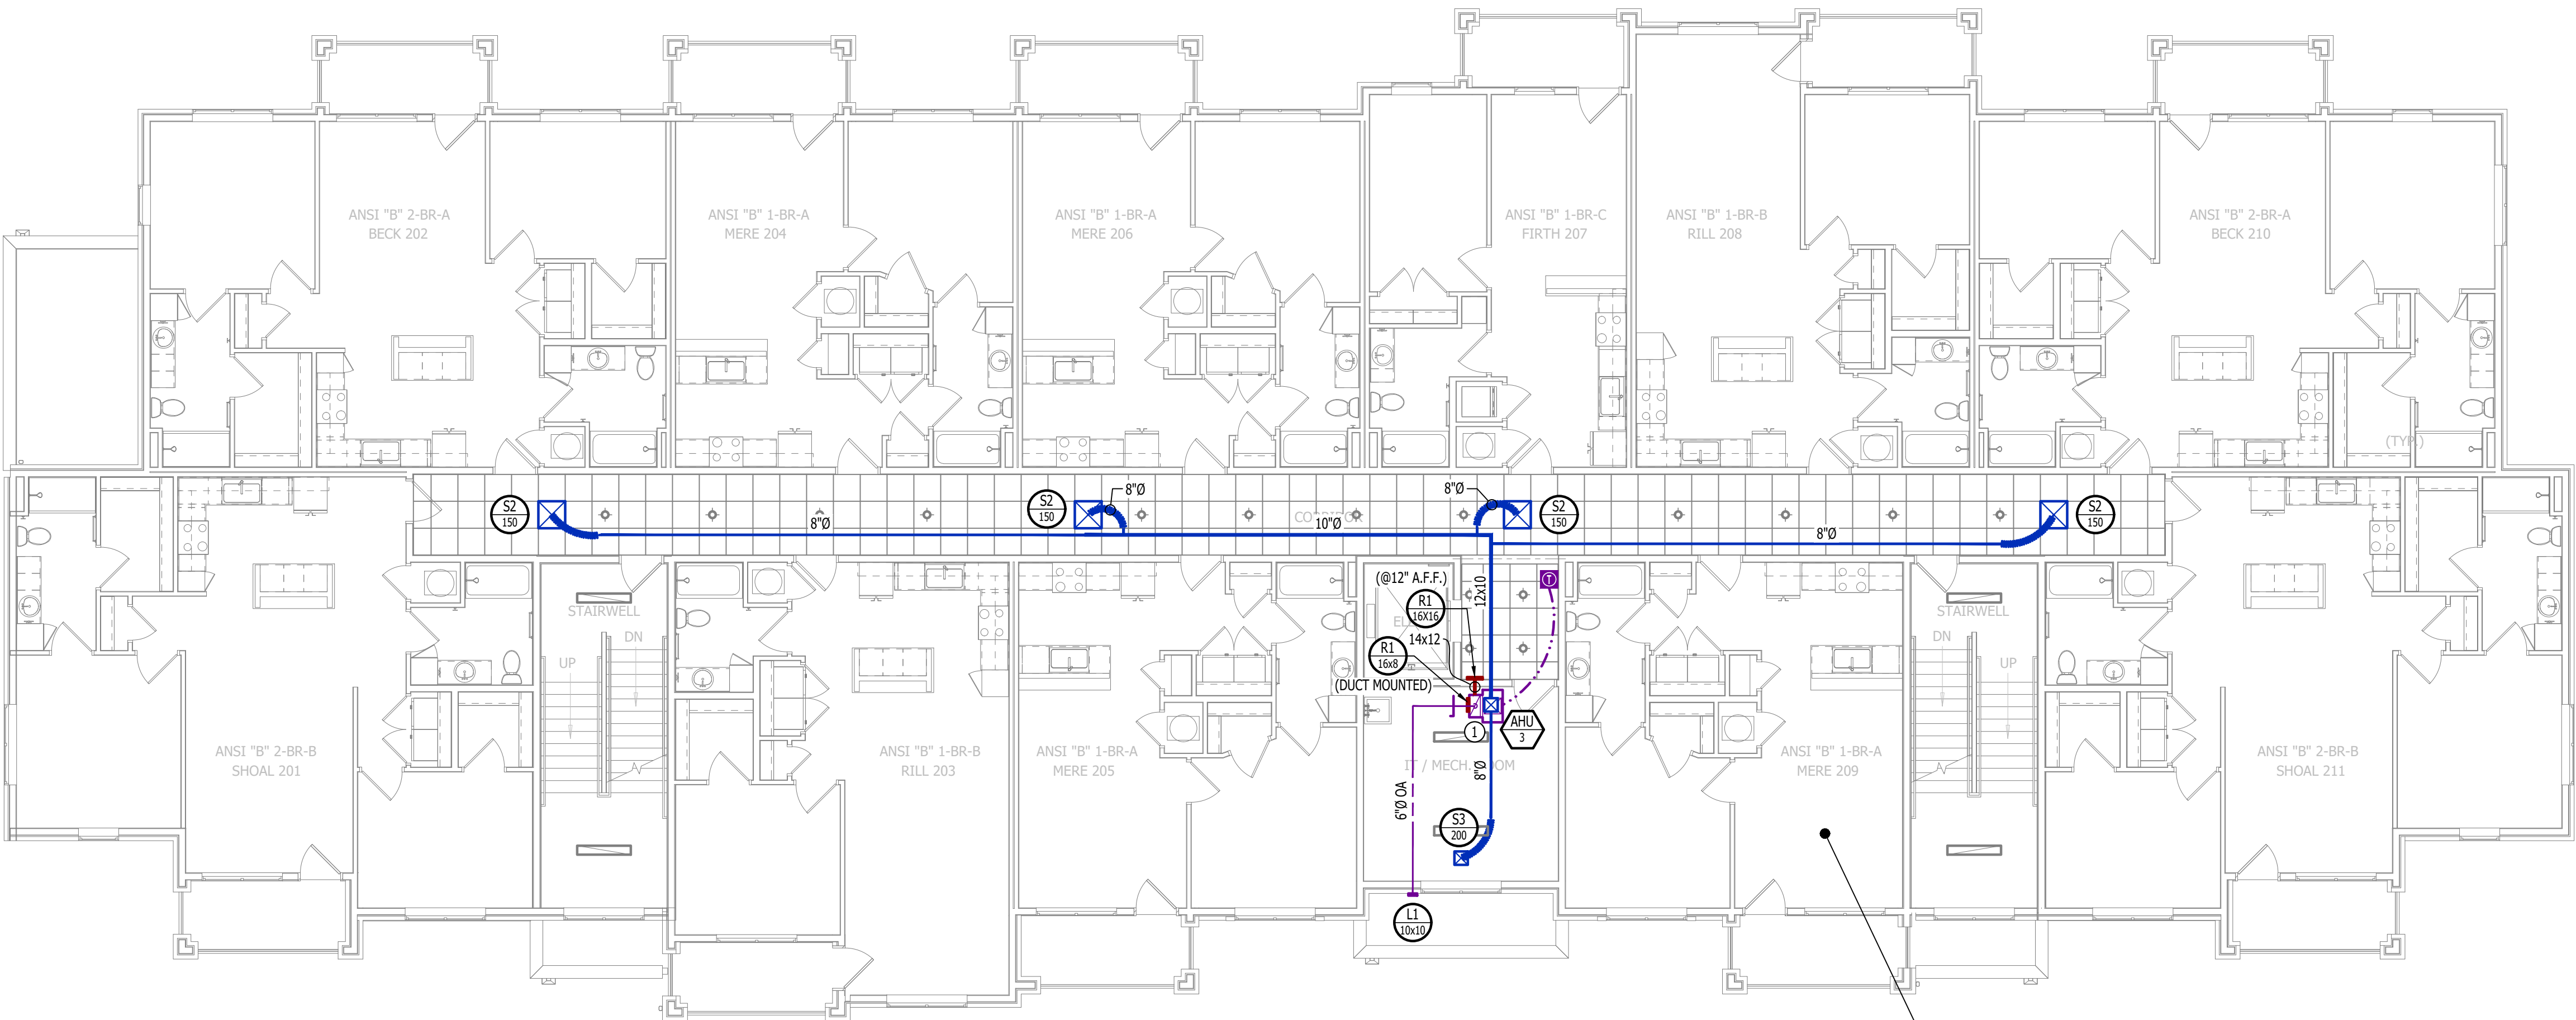 ANSI "B" 2-BR-A
BECK 202
ANSI "B" 1-BR-A
MERE 204
ANSI "B" 1-BR-A
MERE 206
ANSI "B" 1-BR-C
FIRTH 207
ANSI "B" 1-BR-B
RILL 208
ANSI "B" 2-BR-A
BECK 210
(TYP.)
S2
150
8"Ø
S2
150
8"Ø
10"Ø
CORRIDOR
8"Ø
S2
150
8"Ø
S2
150
(@12" A.F.F.)
R1
16X16
12x10
T
14x12
R1
16x8
(DUCT MOUNTED)
STAIRWELL
DN
UP
STAIRWELL
DN
UP
AHU
3
1
ANSI "B" 2-BR-B
SHOAL 201
ANSI "B" 1-BR-B
RILL 203
ANSI "B" 1-BR-A
MERE 205
IT / MECH.
8"Ø
6"Ø OA
S3
200
L1
10x10
ANSI "B" 1-BR-A
MERE 209
ANSI "B" 2-BR-B
SHOAL 211